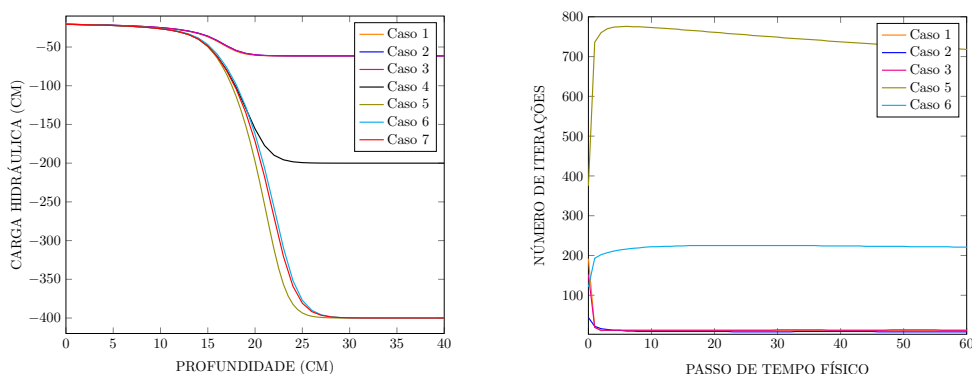 −50
−100
−150
−200
−250
−300
−350
−400
0
5
10
15
20
25
30
35
40
CARGA HIDRÁULICA (CM)
PROFUNDIDADE (CM)
Caso 1
Caso 2
Caso 3
Caso 4
Caso 5
Caso 6
Caso 7
800
700
600
500
400
300
200
100
0
10
20
30
40
50
60
NÚMERO DE ITERAÇÕES
PASSO DE TEMPO FÍSICO
Caso 1
Caso 2
Caso 3
Caso 5
Caso 6